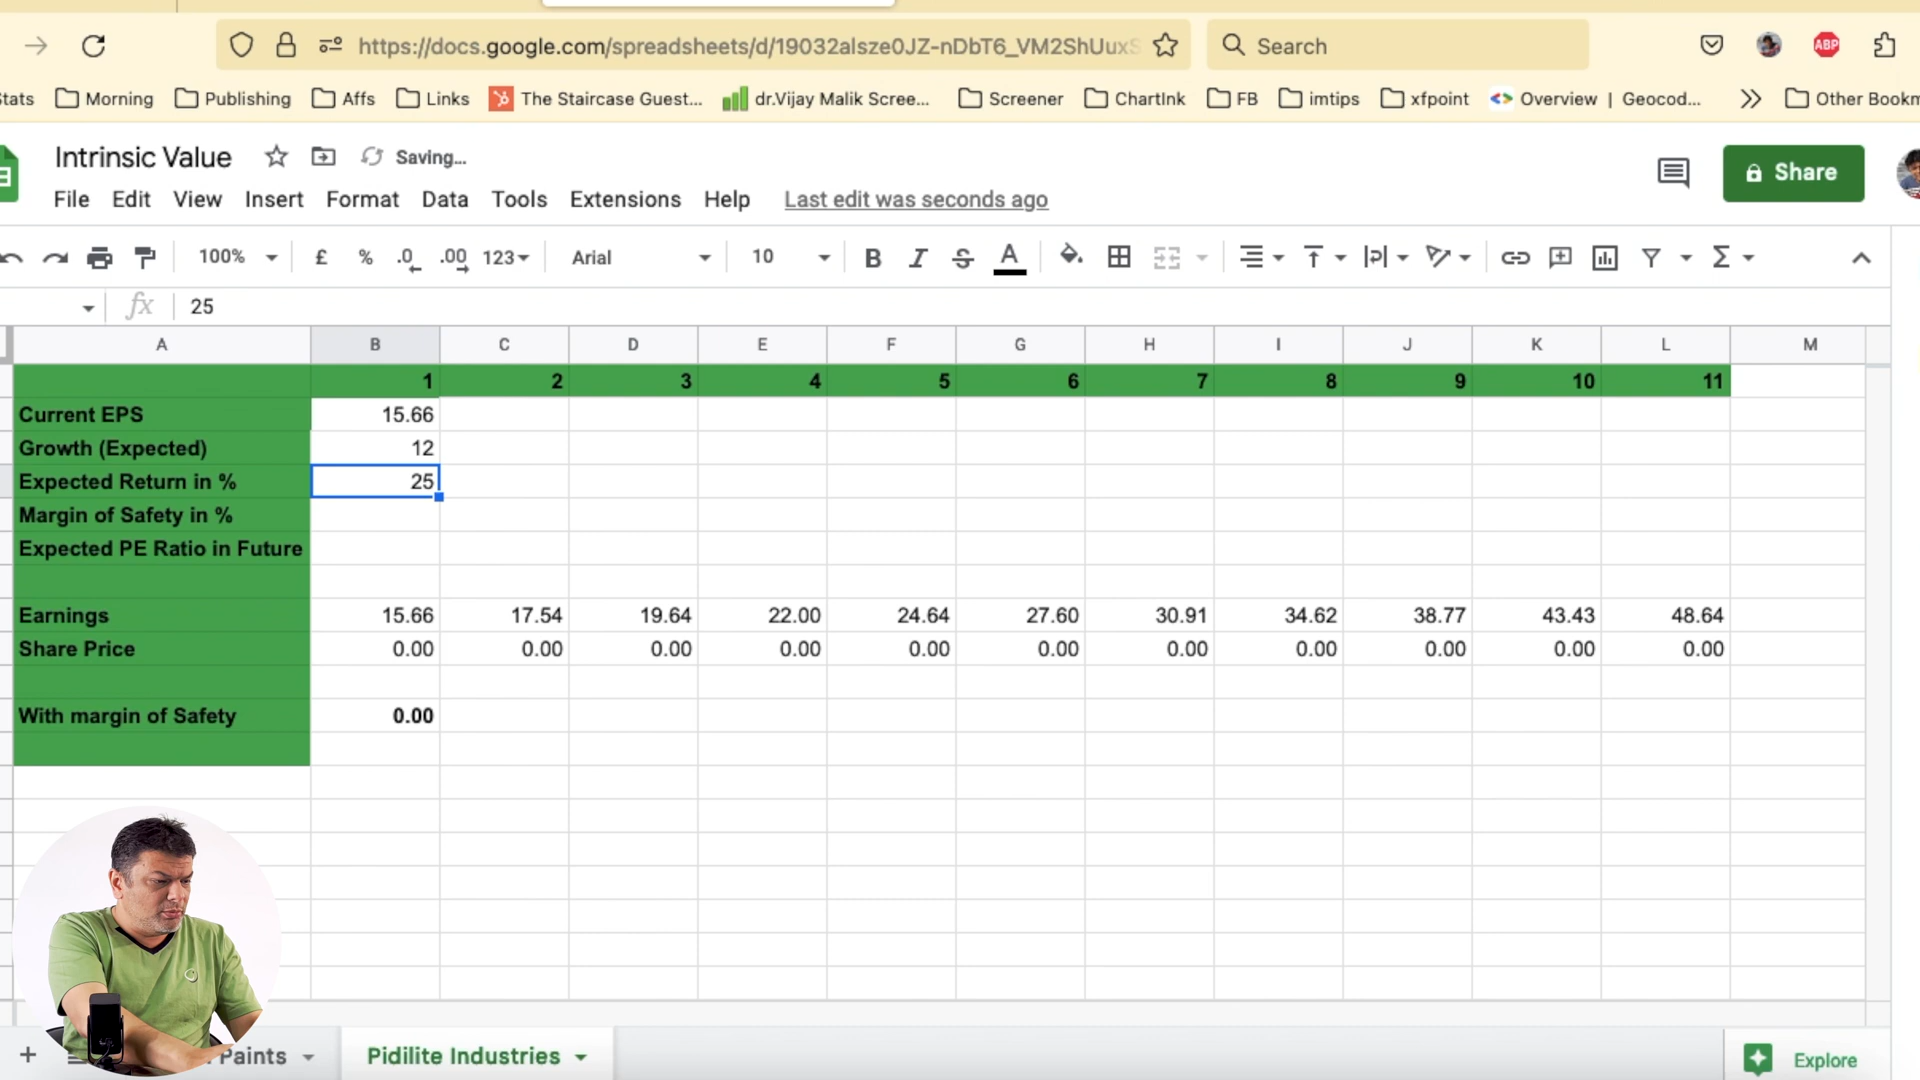 https://docs.google.com/spreadsheets/d/19032alsze0JZ-nDbT6_VM2ShUuxS
Search
ABP
Stats
Morning
Publishing
Affs
Links
The Staircase Guest...
dr.Vijay Malik Scree...
Screener
ChartInk
FB
imtips
xfpoint
Overview | Geocod...
Other Bookm
Intrinsic Value
Saving...
Share
File Edit View Insert Format Data Tools Extensions Help Last edit was seconds ago
100% £ % .0 .00 123 Arial 10 B I S A
fx 25
A B C D E F G H I J K L M
1 2 3 4 5 6 7 8 9 10 11
Current EPS 15.66
Growth (Expected) 12
Expected Return in % 25
Margin of Safety in %
Expected PE Ratio in Future
Earnings 15.66 17.54 19.64 22.00 24.64 27.60 30.91 34.62 38.77 43.43 48.64
Share Price 0.00 0.00 0.00 0.00 0.00 0.00 0.00 0.00 0.00 0.00 0.00
With margin of Safety 0.00
Paints
Pidilite Industries
Explore